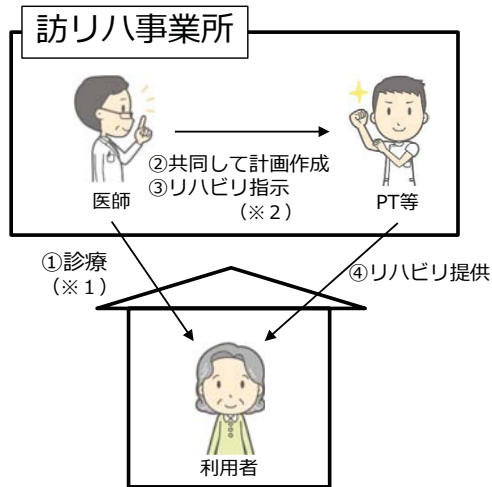 訪リハ事業所
②共同して計画作成
③リハビリ指示
（※２）
医師
PT等
①診療
（※１）
④リハビリ提供
利用者